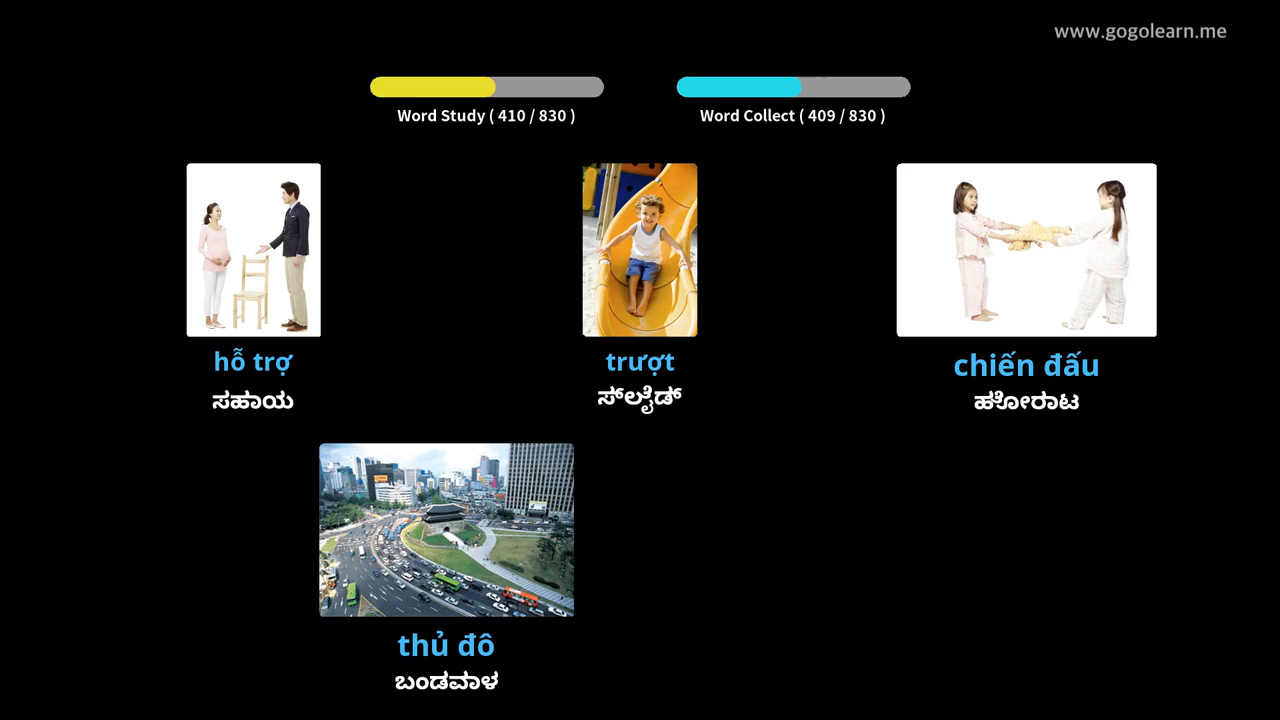 www.gogolearn.me
Word Study ( 410 / 830 )
Word Collect ( 409 / 830 )
hỗ trợ
ಸಹಾಯ
trượt
ಸ್ಲೈಡ್
chiến đấu
ಹೋರಾಟ
thủ đô
ಬಂಡವಾಳ